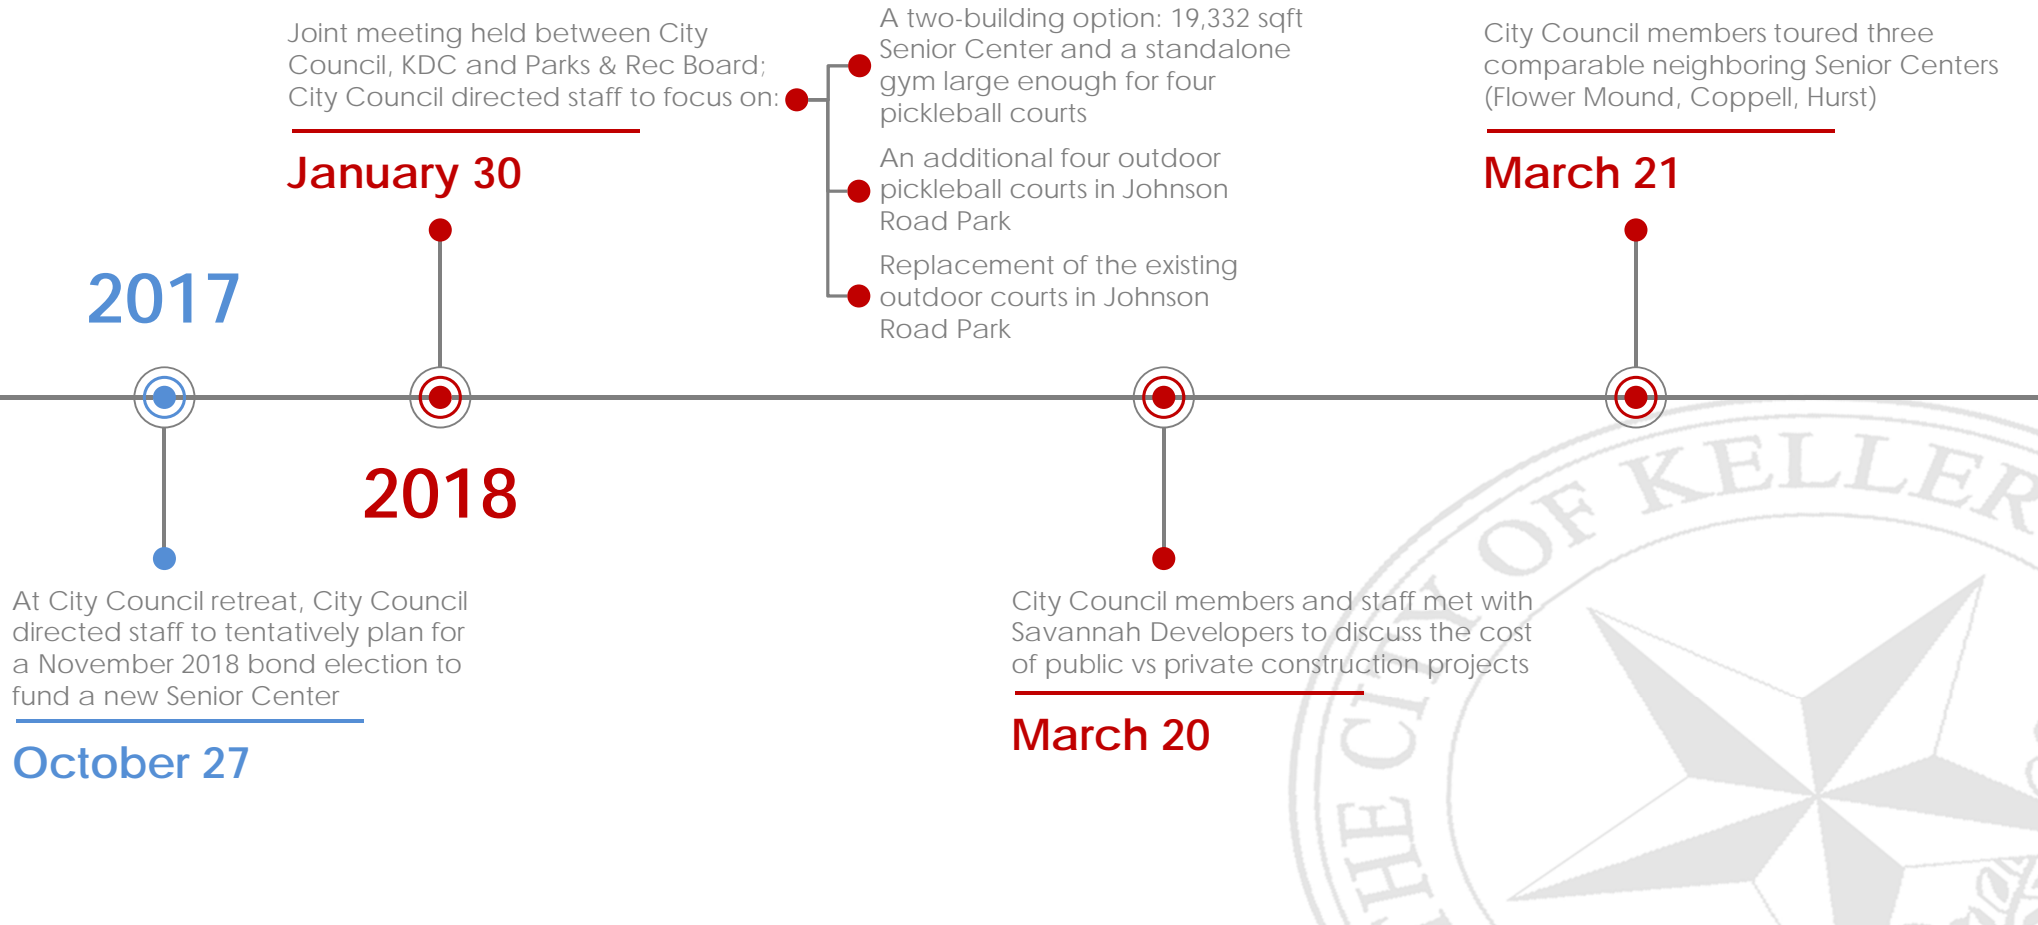 Joint meeting held between City
Council, KDC and Parks & Rec Board;
City Council directed staff to focus on:
January 30
A two-building option: 19,332 sqft
Senior Center and a standalone
gym large enough for four
pickleball courts
An additional four outdoor
pickleball courts in Johnson
Road Park
Replacement of the existing
outdoor courts in Johnson
Road Park
City Council members toured three
comparable neighboring Senior Centers
(Flower Mound, Coppell, Hurst)
March 21
2017
2018
At City Council retreat, City Council
directed staff to tentatively plan for
a November 2018 bond election to
fund a new Senior Center
October 27
City Council members and staff met with
Savannah Developers to discuss the cost
of public vs private construction projects
March 20
THE CITY OF KELLER